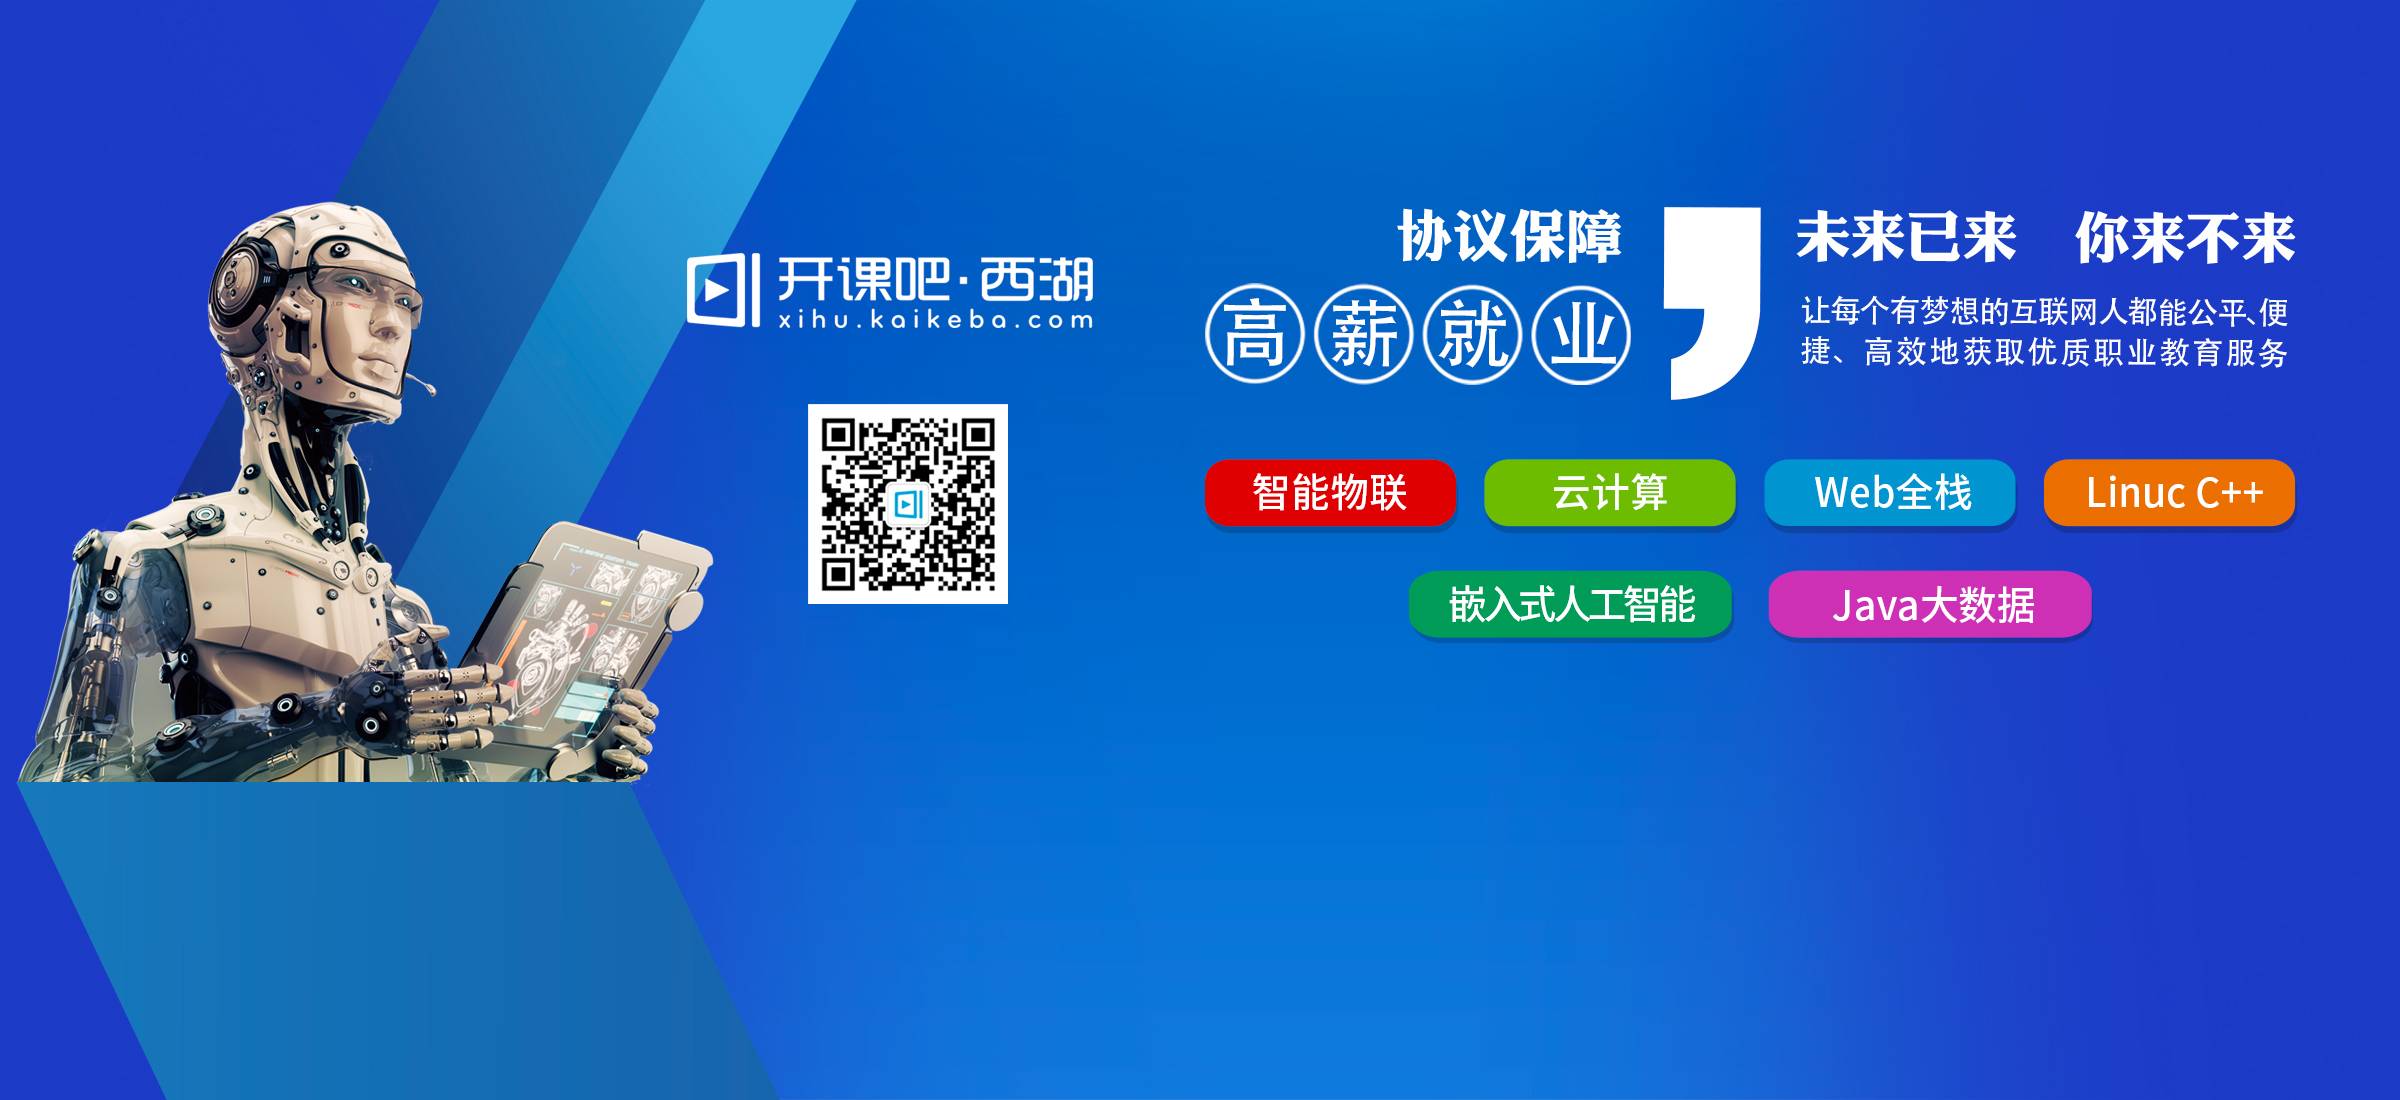 开课吧·西湖
xihu.kaikeba.com
协议保障
高薪就业
未来已来 你来不来
让每个有梦想的互联网人都能公平、便
捷、高效地获取优质职业教育服务
智能物联
云计算
Web全栈
Linuc C++
嵌入式人工智能
Java大数据